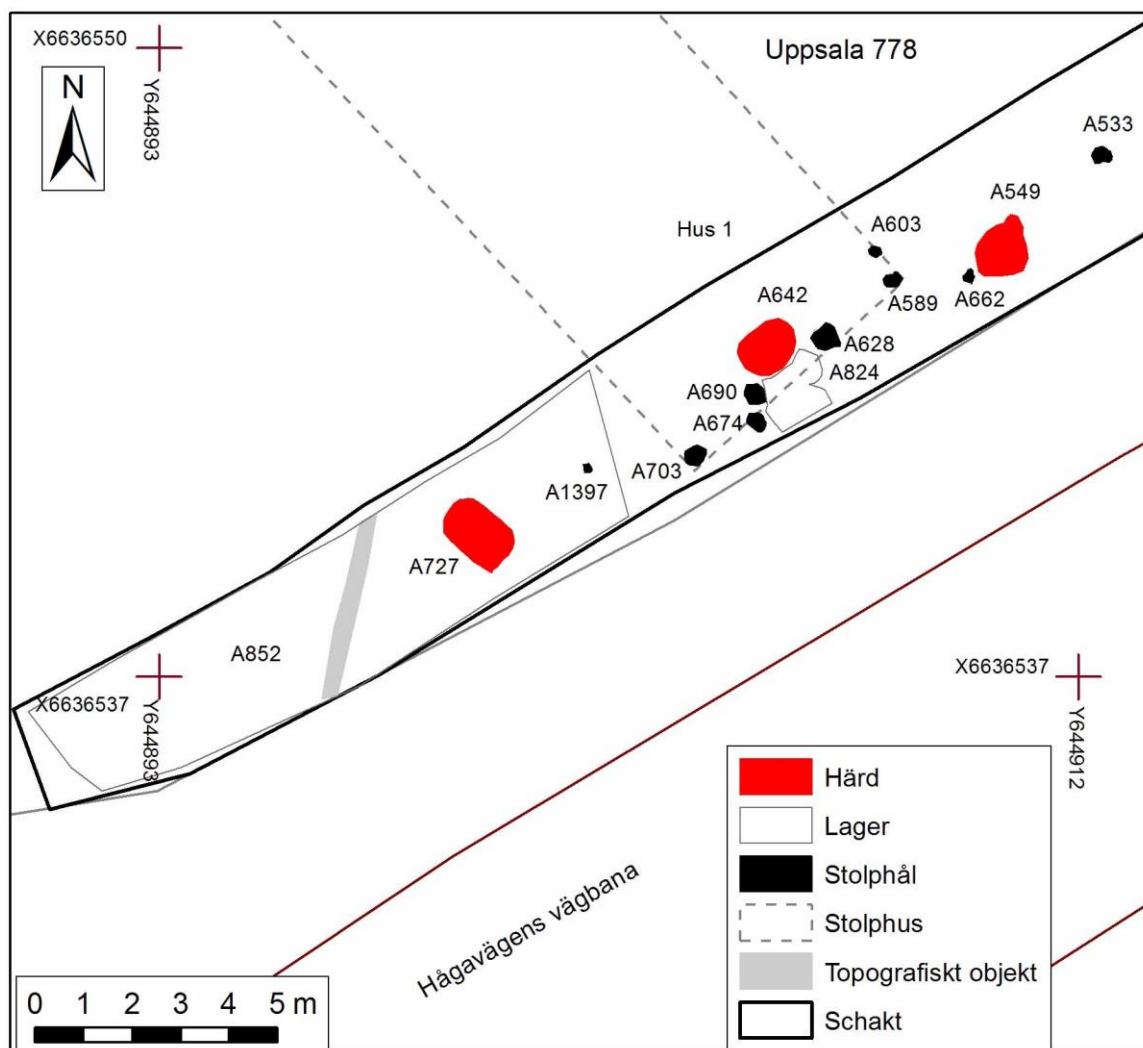 X6636550
Y644893
N
Uppsala 778
A533
A549
A603
Hus 1
A589
A662
A642
A628
A824
A690
A674
A703
A1397
A727
A852
X6636537
Y644893
X6636537
Y644912
Hågavägens vägbana
Härd
Lager
Stolphål
Stolphus
Topografiskt objekt
Schakt
0 1 2 3 4 5 m